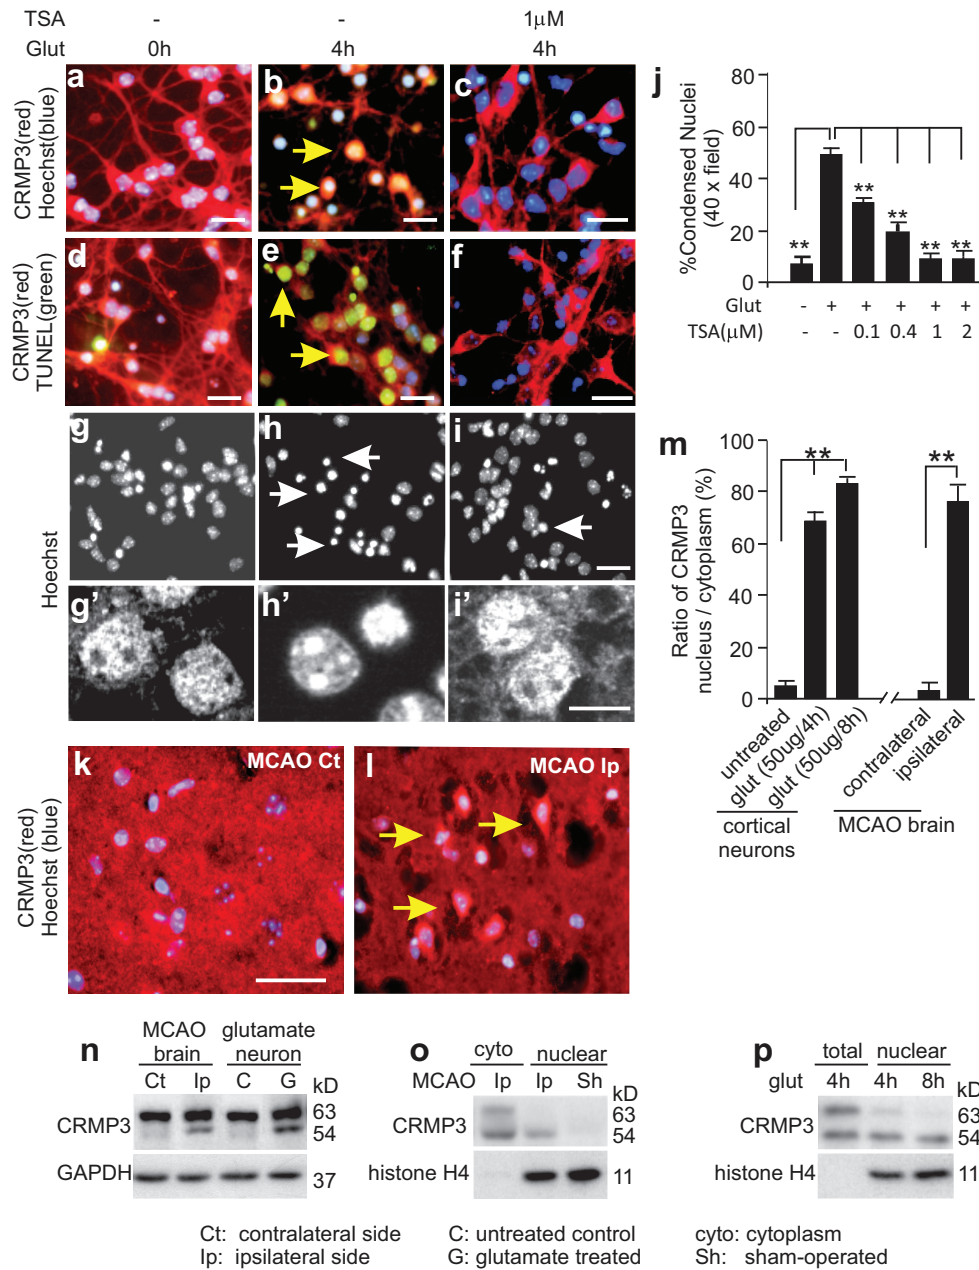 TSA - - 1μM
Glut 0h 4h 4h
CRMP3(red)
Hoechst(blue)
a b c
CRMP3(red)
TUNEL(green)
d e f
Hoechst
g h i
g' h' i'
j
%Condensed Nuclei
(40 x field)
80
60
40
20
0
** ** ** ** **
Glut - + + + + +
TSA(μM) - - 0.1 0.4 1 2
m
Ratio of CRMP3
nucleus / cytoplasm (%)
100
80
60
40
20
0
** **
untreated
glut (50ug/4h)
glut (50ug/8h)
contralateral
ipsilateral
cortical
neurons
MCAO brain
CRMP3(red)
Hoechst (blue)
k MCAO Ct
l MCAO Ip
n
MCAO
brain
glutamate
neuron
Ct Ip C G kD
CRMP3 63
54
GAPDH 37
o
cyto nuclear
MCAO Ip Ip Sh kD
CRMP3 63
54
histone H4 11
p
total nuclear
glut 4h 4h 8h kD
CRMP3 63
54
histone H4 11
Ct: contralateral side C: untreated control cyto: cytoplasm
Ip: ipsilateral side G: glutamate treated Sh: sham-operated